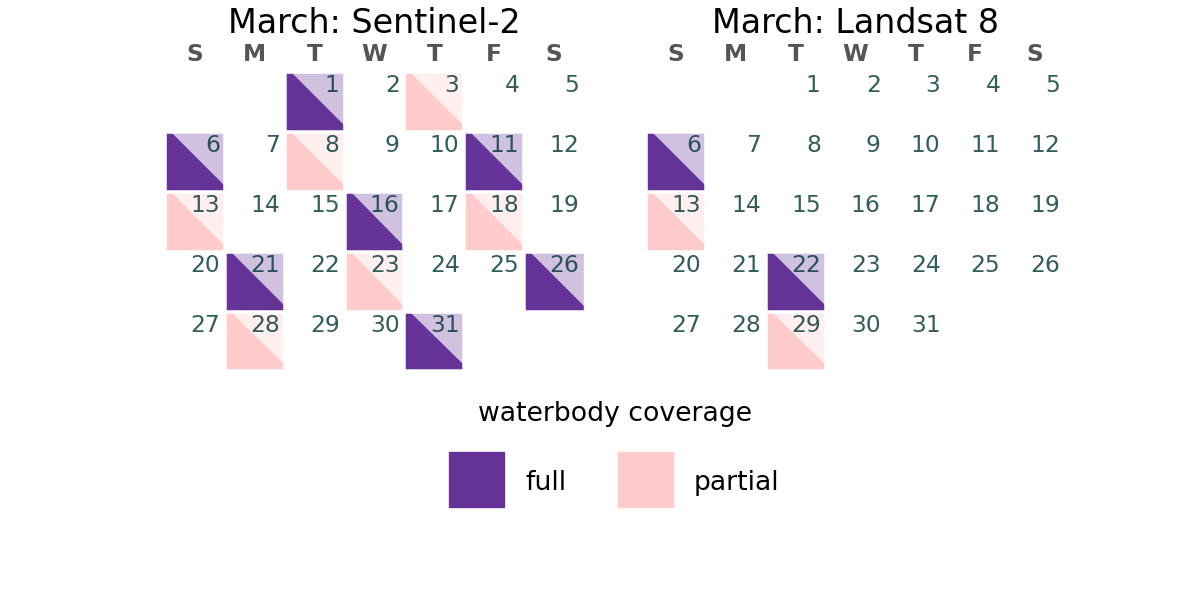 March: Sentinel-2
S M T W T F S
1 2 3 4 5
6 7 8 9 10 11 12
13 14 15 16 17 18 19
20 21 22 23 24 25 26
27 28 29 30 31
March: Landsat 8
S M T W T F S
1 2 3 4 5
6 7 8 9 10 11 12
13 14 15 16 17 18 19
20 21 22 23 24 25 26
27 28 29 30 31
waterbody coverage
full
partial